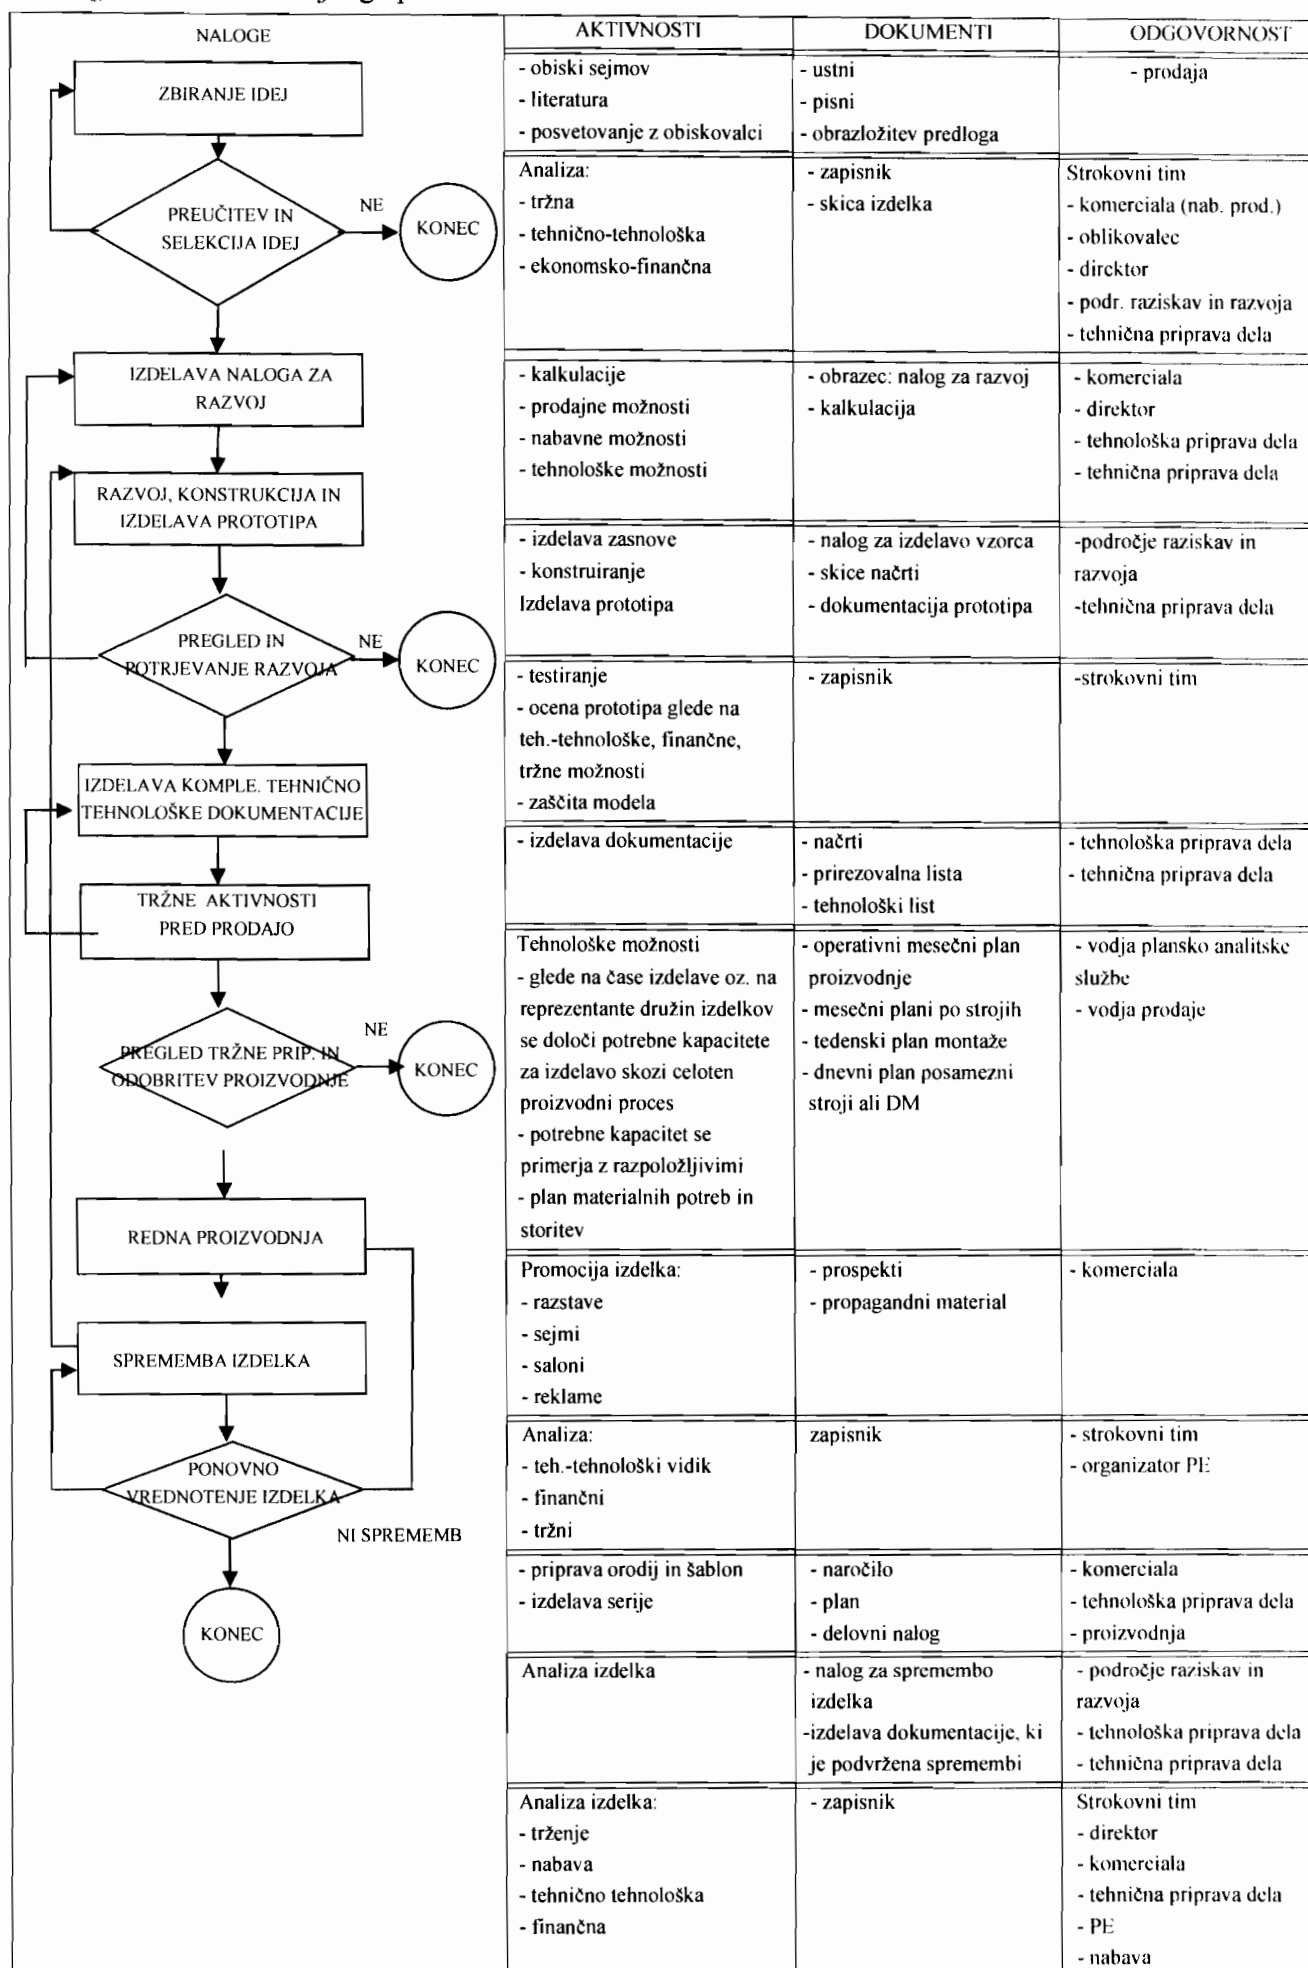 NALOGE
ZBIRANJE IDEJ
PREUČITEV IN
SELEKCIJA IDEJ
NE
KONEC
IZDELAVA NALOGA ZA
RAZVOJ
RAZVOJ, KONSTRUKCIJA IN
IZDELAVA PROTOTIPA
PREGLED IN
POTRJEVANJE RAZVOJA
NE
KONEC
IZDELAVA KOMPLE. TEHNIČNO
TEHNOLOŠKE DOKUMENTACIJE
TRŽNE AKTIVNOSTI
PRED PRODAJO
PREGLED TRŽNE PRIP. IN
ODOBRITEV PROIZVODNJE
NE
KONEC
REDNA PROIZVODNJA
SPREMEMBA IZDELKA
PONOVNO
VREDNOTENJE IZDELKA
NI SPREMEMB
KONEC
AKTIVNOSTI
DOKUMENTI
ODGOVORNOST
- obiski sejmov
- literatura
- posvetovanje z obiskovalci
- ustni
- pisni
- obrazložitev predloga
- prodaja
Analiza:
- tržna
- tehnično-tehnološka
- ekonomsko-finančna
- zapisnik
- skica izdelka
Strokovni tim
- komerciala (nab. prod.)
- oblikovalec
- direktor
- podr. raziskav in razvoja
- tehnična priprava dela
- kalkulacije
- prodajne možnosti
- nabavne možnosti
- tehnološke možnosti
- obrazec: nalog za razvoj
- kalkulacija
- komerciala
- direktor
- tehnološka priprava dela
- tehnična priprava dela
- izdelava zasnove
- konstruiranje
Izdelava prototipa
- nalog za izdelavo vzorca
- skice načrti
- dokumentacija prototipa
-področje raziskav in
razvoja
-tehnična priprava dela
- testiranje
- ocena prototipa glede na
teh.-tehnološke, finančne,
tržne možnosti
- zaščita modela
- zapisnik
-strokovni tim
- izdelava dokumentacije
- načrti
- prirezovalna lista
- tehnološki list
- tehnološka priprava dela
- tehnična priprava dela
Tehnološke možnosti
- glede na čase izdelave oz. na
reprezentante družin izdelkov
se določi potrebne kapacitete
za izdelavo skozi celoten
proizvodni proces
- potrebne kapacitet se
primerja z razpoložljivimi
- plan materialnih potreb in
storitev
- operativni mesečni plan
proizvodnje
- mesečni plani po strojih
- tedenski plan montaže
- dnevni plan posamezni
stroji ali DM
- vodja plansko analitske
službe
- vodja prodaje
Promocija izdelka:
- razstave
- sejmi
- saloni
- reklame
- prospekti
- propagandni material
- komerciala
Analiza:
- teh.-tehnološki vidik
- finančni
- tržni
zapisnik
- strokovni tim
- organizator PE
- priprava orodij in šablon
- izdelava serije
- naročilo
- plan
- delovni nalog
- komerciala
- tehnološka priprava dela
- proizvodnja
Analiza izdelka
- nalog za spremembo
izdelka
-izdelava dokumentacije, ki
je podvržena spremembi
- področje raziskav in
razvoja
- tehnološka priprava dela
- tehnična priprava dela
Analiza izdelka:
- trženje
- nabava
- tehnično tehnološka
- finančna
- zapisnik
Strokovni tim
- direktor
- komerciala
- tehnična priprava dela
- PE
- nabava